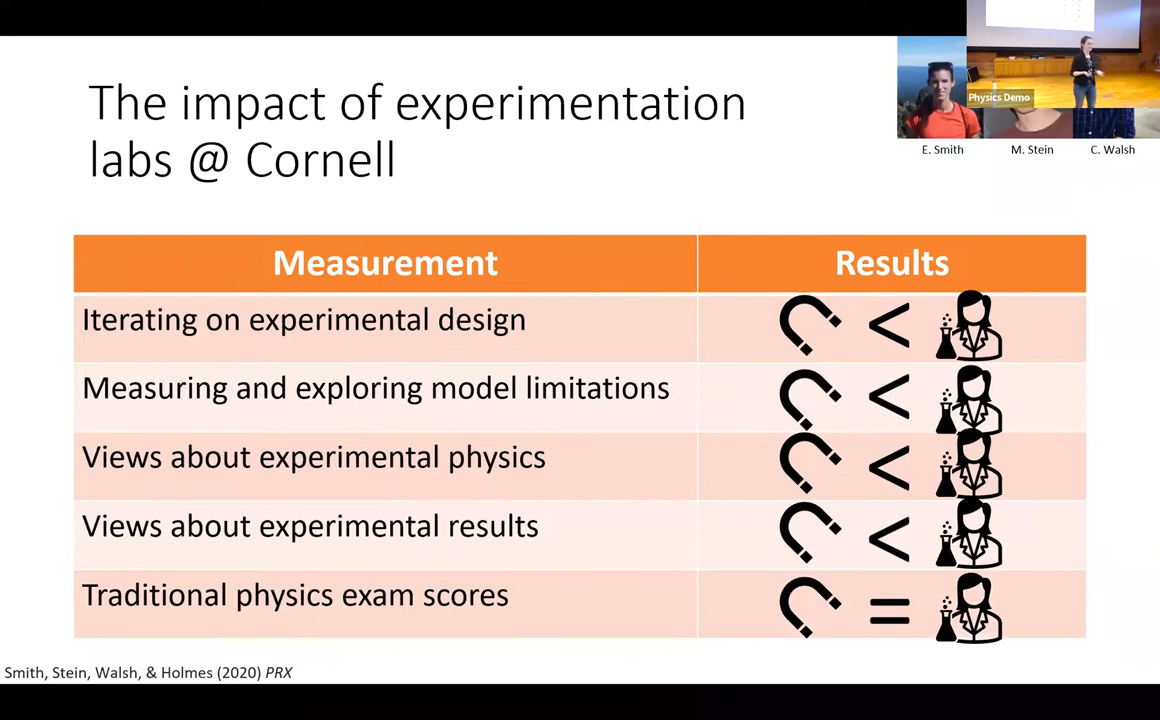 The impact of experimentation
labs @ Cornell
Physics Demo
E. Smith
M. Stein
C. Walsh
Measurement
Results
Iterating on experimental design
<
Measuring and exploring model limitations
<
Views about experimental physics
<
Views about experimental results
<
Traditional physics exam scores
=
Smith, Stein, Walsh, & Holmes (2020) PRX